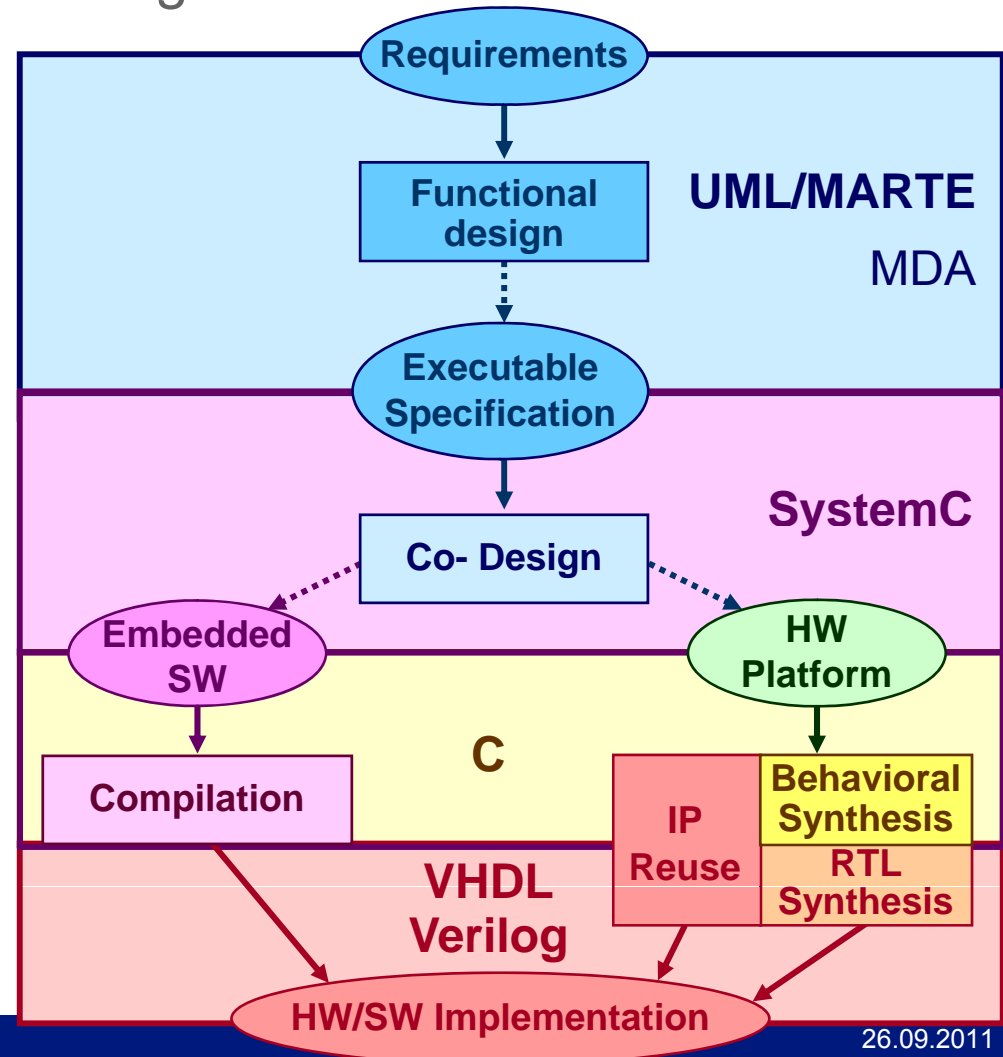 Requirements
Functional
design
UML/MARTE
MDA
Executable
Specification
SystemC
Co- Design
Embedded
SW
HW
Platform
C
Compilation
IP
Reuse
Behavioral
Synthesis
RTL
Synthesis
VHDL
Verilog
HW/SW Implementation
26.09.2011